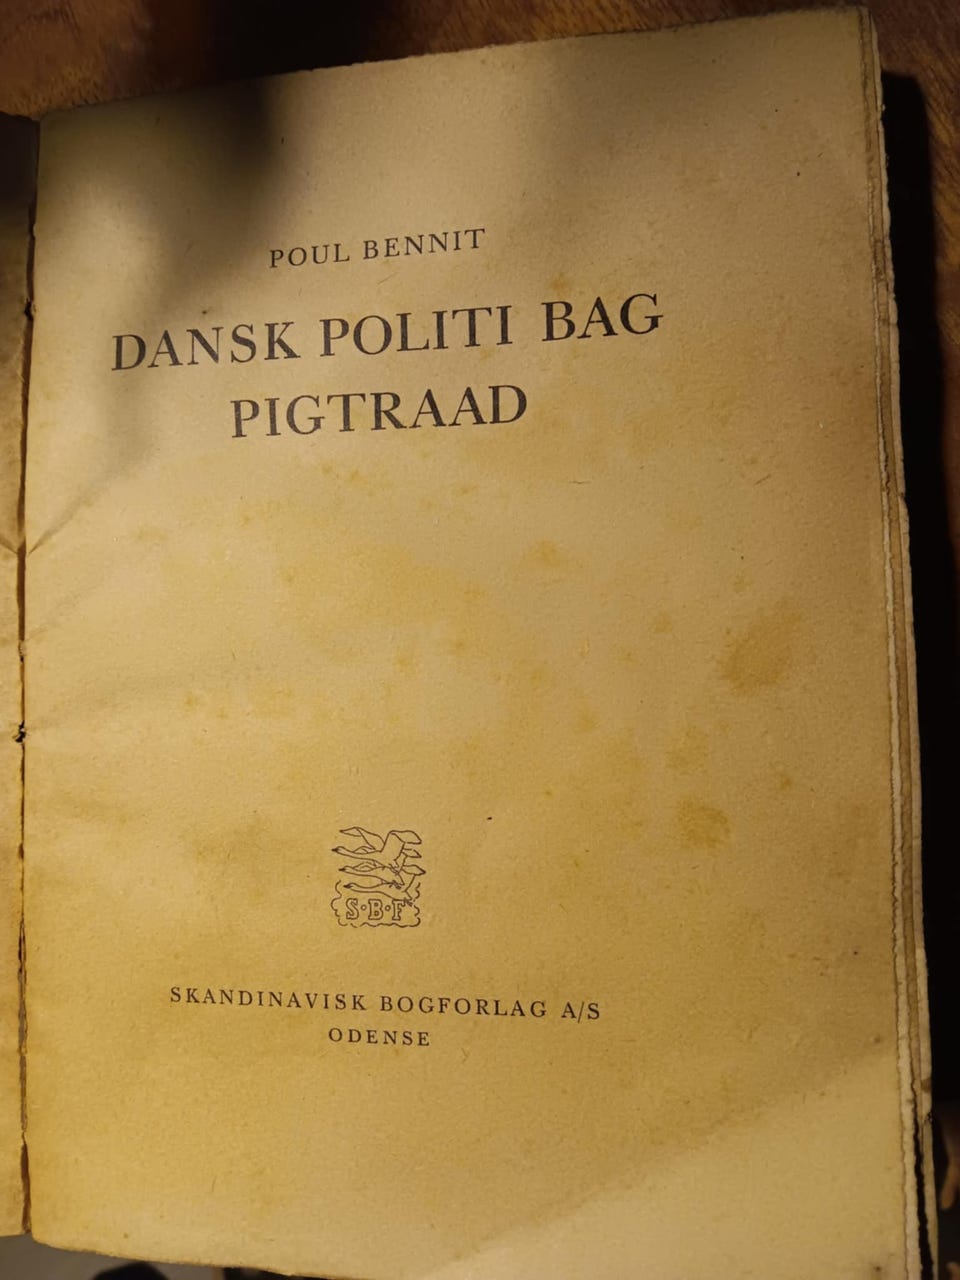 POUL BENNIT
DANSK POLITI BAG
PIGTRAAD
S·B·F
SKANDINAVISK BOGFORLAG A/S
ODENSE